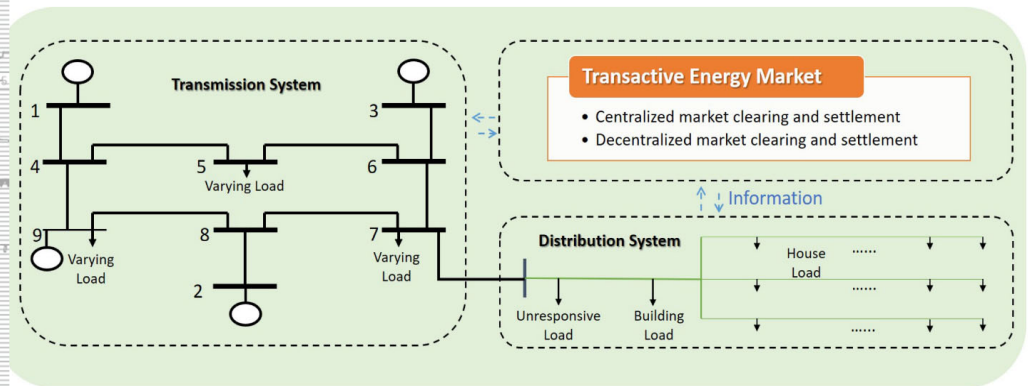 Transmission System
1
3
4
5
6
Varying Load
9
8
7
Varying
Load
Varying
Load
2
Transactive Energy Market
• Centralized market clearing and settlement
• Decentralized market clearing and settlement
Information
Distribution System
House
Load
......
......
......
Unresponsive
Load
Building
Load